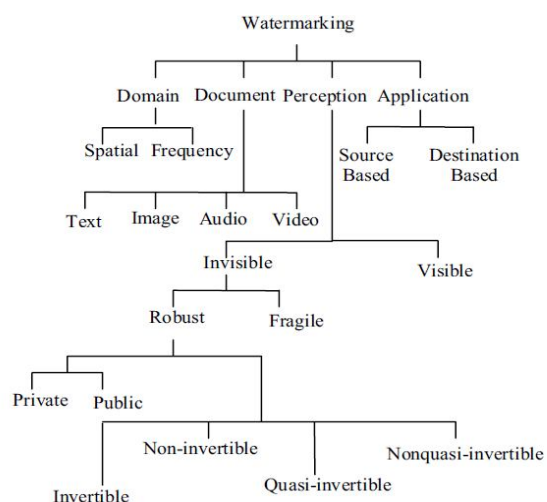 Watermarking
Domain Document Perception Application
Spatial Frequency
Source Based
Destination Based
Text Image Audio Video
Invisible
Visible
Robust Fragile
Private Public
Non-invertible
Nonquasi-invertible
Invertible
Quasi-invertible